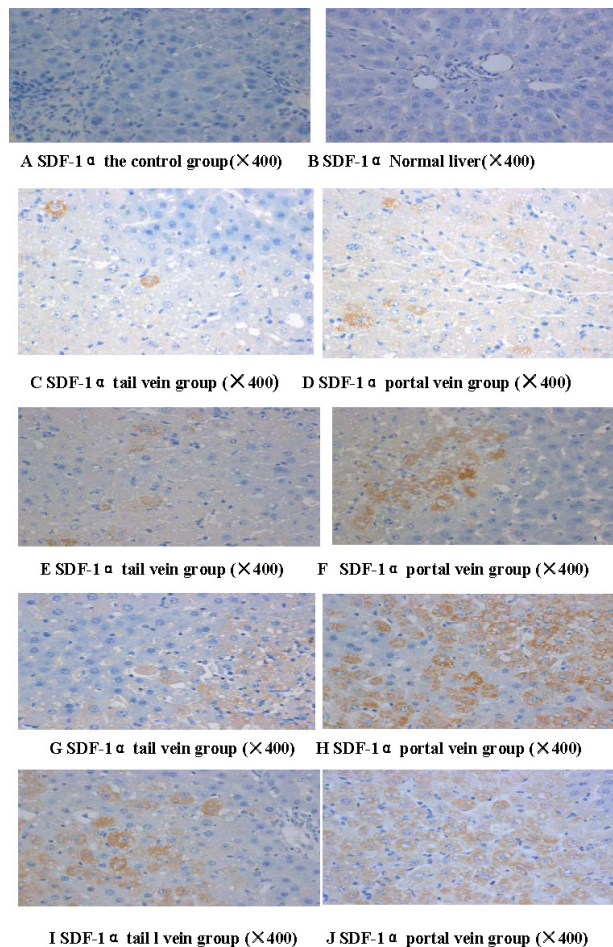 A SDF-1α the control group(×400) B SDF-1α Normal liver(×400)
C SDF-1α tail vein group (×400) D SDF-1α portal vein group (×400)
E SDF-1α tail vein group (×400) F SDF-1α portal vein group (×400)
G SDF-1α tail vein group (×400) H SDF-1α portal vein group (×400)
I SDF-1α tail l vein group (×400) J SDF-1α portal vein group (×400)